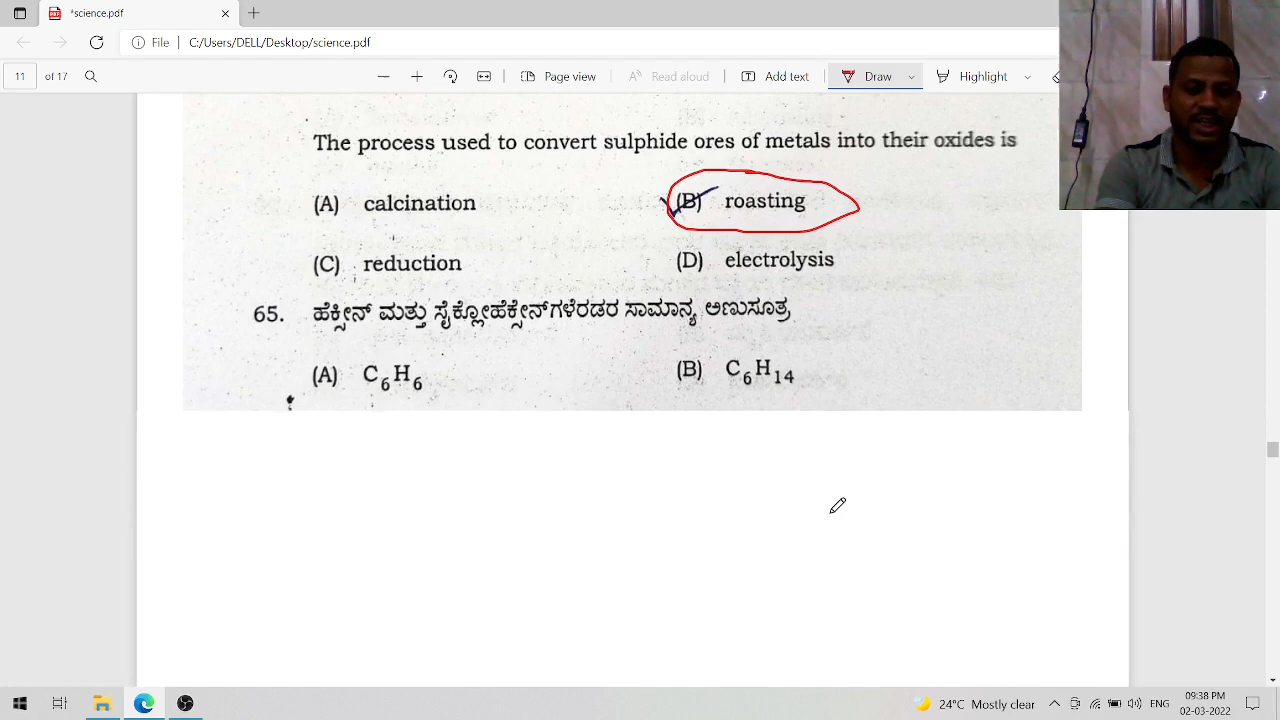 *science.pdf
File | C:/Users/DELL/Desktop/science.pdf
11 of 17 Page view Read aloud Add text Draw Highlight
The process used to convert sulphide ores of metals into their oxides is
(A) calcination (B) roasting
(C) reduction (D) electrolysis
65. ಹೆಕ್ಸೇನ್ ಮತ್ತು ಸೈಕ್ಲೋಹೆಕ್ಸೇನ್‌ಗಳೆರಡರ ಸಾಮಾನ್ಯ ಅಣುಸೂತ್ರ
(A) C₆H₆ (B) C₆H₁₄
24°C Mostly clear ENG 09:38 PM
02-03-2022